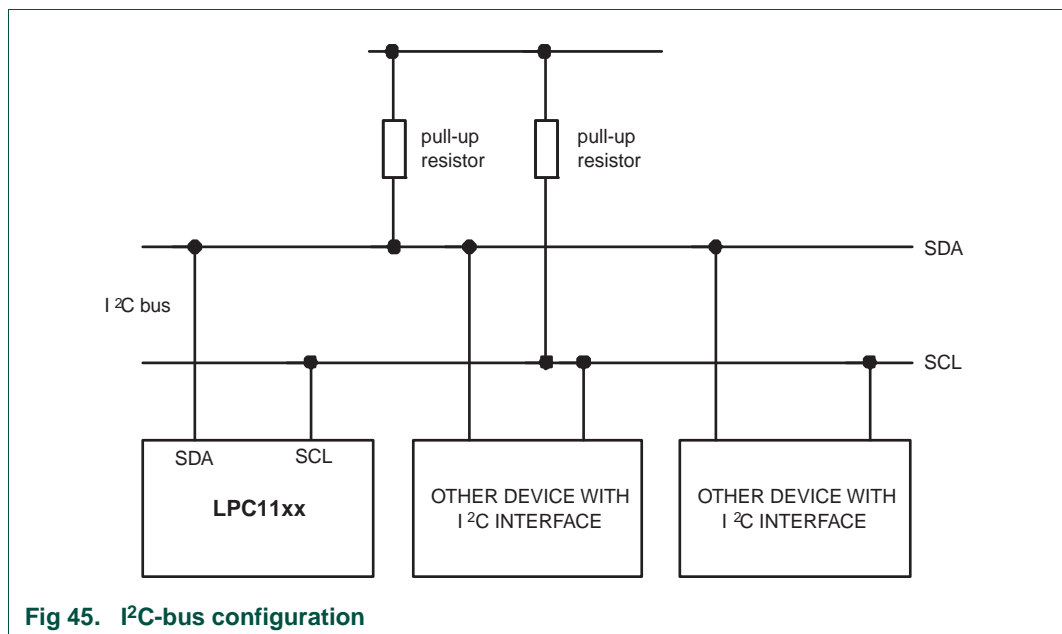 pull-up
resistor
pull-up
resistor
SDA
I ²C bus
SCL
SDA SCL
LPC11xx
OTHER DEVICE WITH
I ²C INTERFACE
OTHER DEVICE WITH
I ²C INTERFACE
Fig 45. I²C-bus configuration